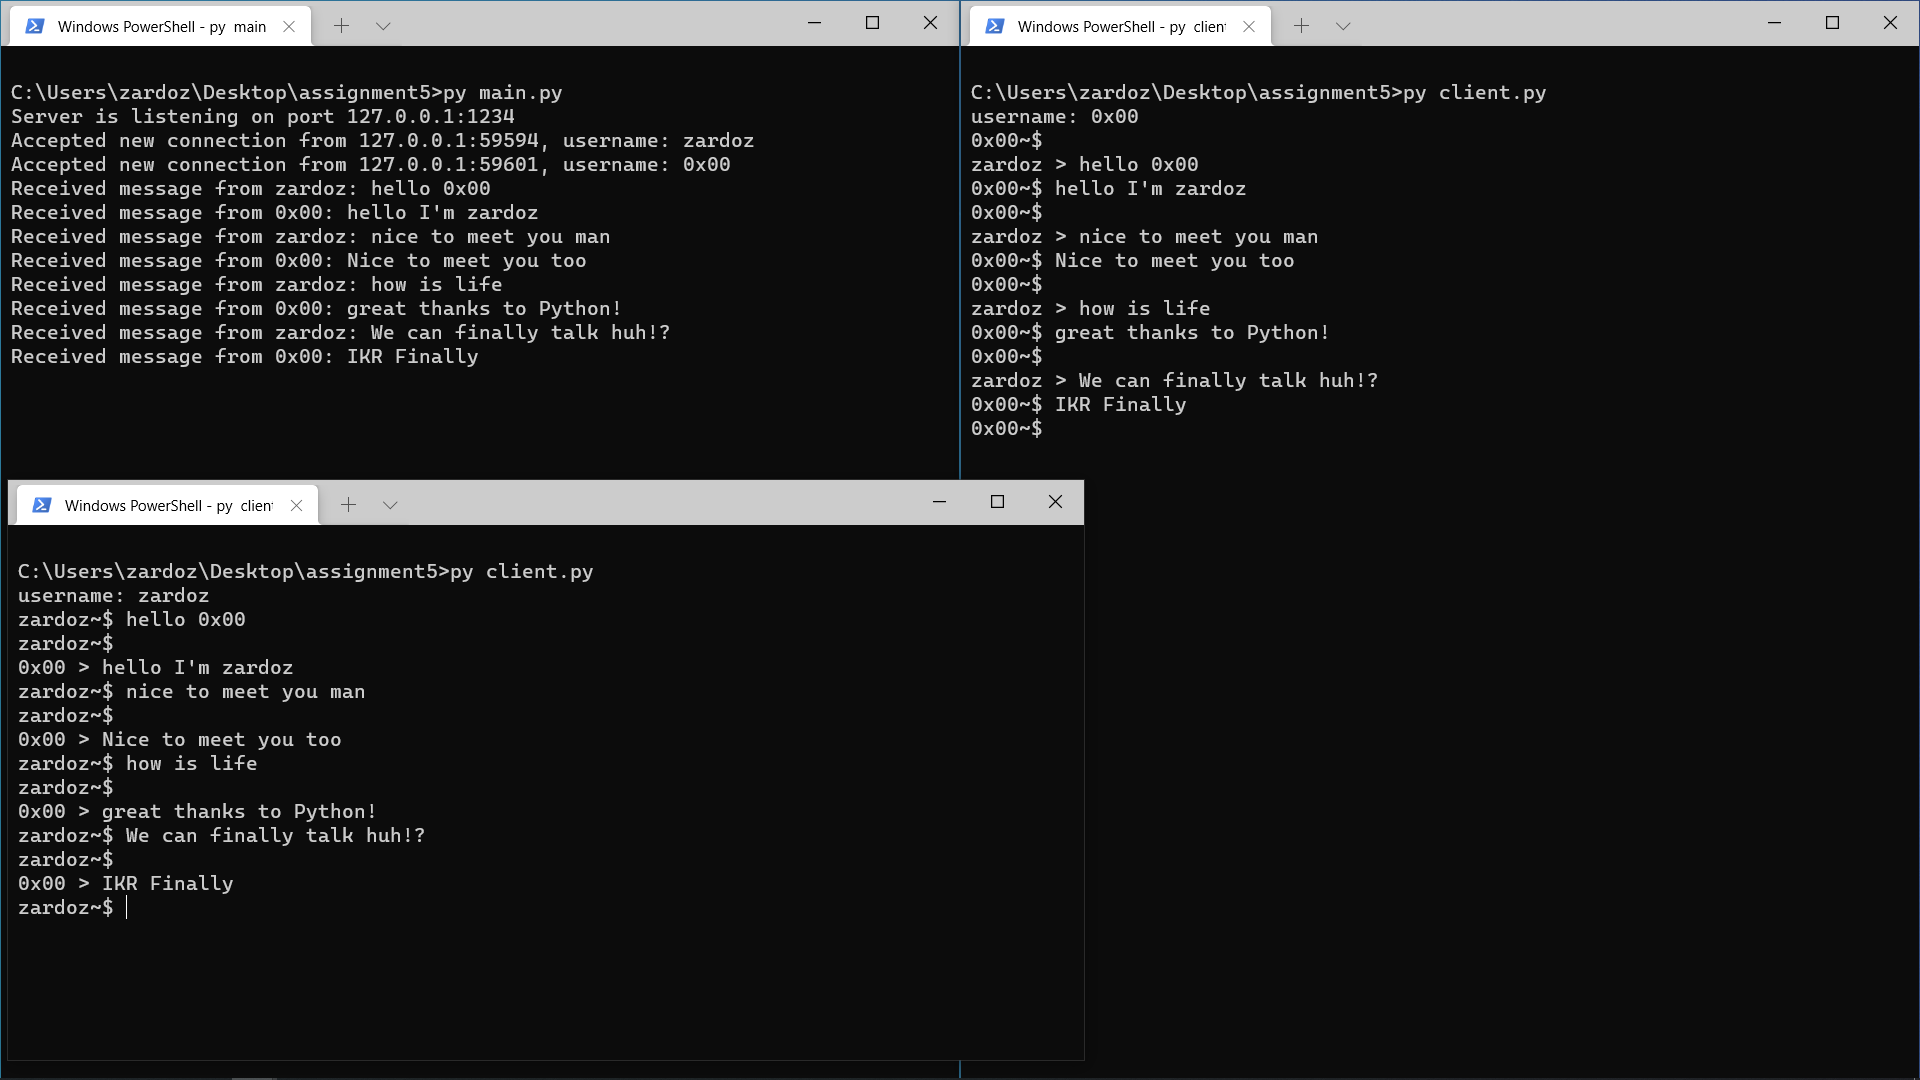 Windows PowerShell - py  main
C:\Users\zardoz\Desktop\assignment5>py main.py
Server is listening on port 127.0.0.1:1234
Accepted new connection from 127.0.0.1:59594, username: zardoz
Accepted new connection from 127.0.0.1:59601, username: 0x00
Received message from zardoz: hello 0x00
Received message from 0x00: hello I'm zardoz
Received message from zardoz: nice to meet you man
Received message from 0x00: Nice to meet you too
Received message from zardoz: how is life
Received message from 0x00: great thanks to Python!
Received message from zardoz: We can finally talk huh!?
Received message from 0x00: IKR Finally
Windows PowerShell - py  client
C:\Users\zardoz\Desktop\assignment5>py client.py
username: 0x00
0x00~$
zardoz > hello 0x00
0x00~$ hello I'm zardoz
0x00~$
zardoz > nice to meet you man
0x00~$ Nice to meet you too
0x00~$
zardoz > how is life
0x00~$ great thanks to Python!
0x00~$
zardoz > We can finally talk huh!?
0x00~$ IKR Finally
0x00~$
Windows PowerShell - py  client
C:\Users\zardoz\Desktop\assignment5>py client.py
username: zardoz
zardoz~$ hello 0x00
zardoz~$
0x00 > hello I'm zardoz
zardoz~$ nice to meet you man
zardoz~$
0x00 > Nice to meet you too
zardoz~$ how is life
zardoz~$
0x00 > great thanks to Python!
zardoz~$ We can finally talk huh!?
zardoz~$
0x00 > IKR Finally
zardoz~$